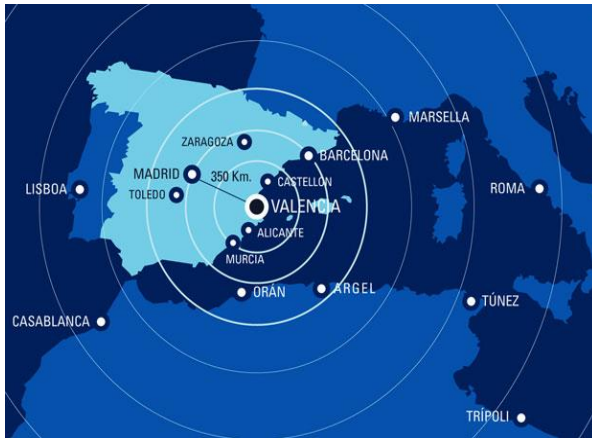 MARSELLA
ZARAGOZA
BARCELONA
MADRID
350 Km.
CASTELLÓN
LISBOA
TOLEDO
ROMA
VALENCIA
ALICANTE
MURCIA
ORÁN
ARGEL
TÚNEZ
CASABLANCA
TRÍPOLI